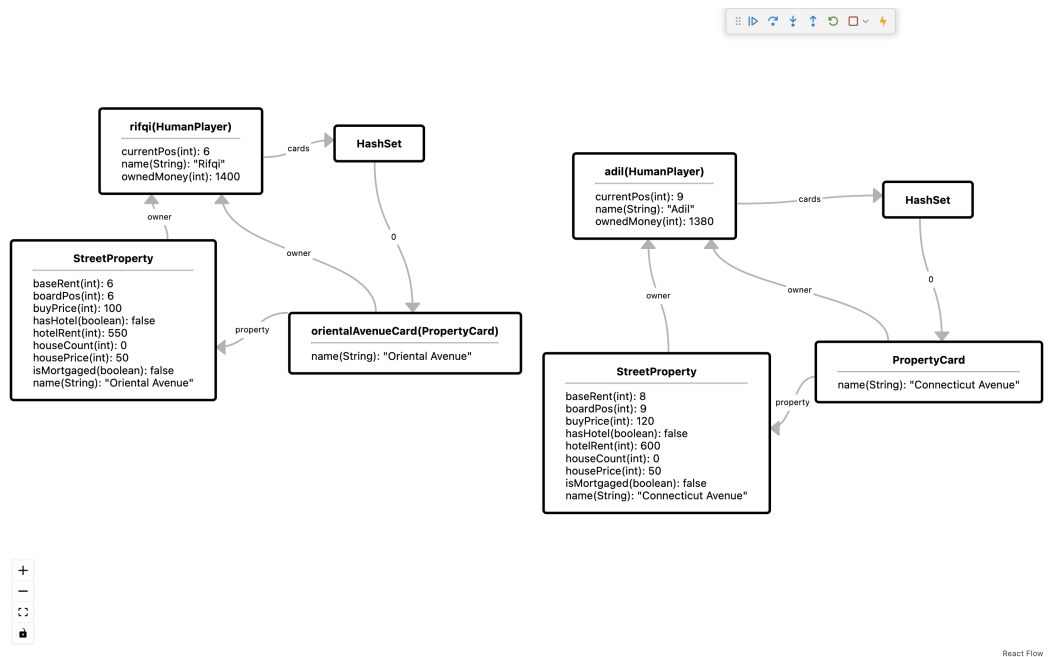 rifqi(HumanPlayer)
currentPos(int): 6
name(String): "Rifqi"
ownedMoney(int): 1400
cards
HashSet
owner
owner
0
StreetProperty
baseRent(int): 6
boardPos(int): 6
buyPrice(int): 100
hasHotel(boolean): false
hotelRent(int): 550
houseCount(int): 0
housePrice(int): 50
isMortgaged(boolean): false
name(String): "Oriental Avenue"
property
orientalAvenueCard(PropertyCard)
name(String): "Oriental Avenue"
adil(HumanPlayer)
currentPos(int): 9
name(String): "Adil"
ownedMoney(int): 1380
cards
HashSet
owner
owner
0
StreetProperty
baseRent(int): 8
boardPos(int): 9
buyPrice(int): 120
hasHotel(boolean): false
hotelRent(int): 600
houseCount(int): 0
housePrice(int): 50
isMortgaged(boolean): false
name(String): "Connecticut Avenue"
property
PropertyCard
name(String): "Connecticut Avenue"
React Flow